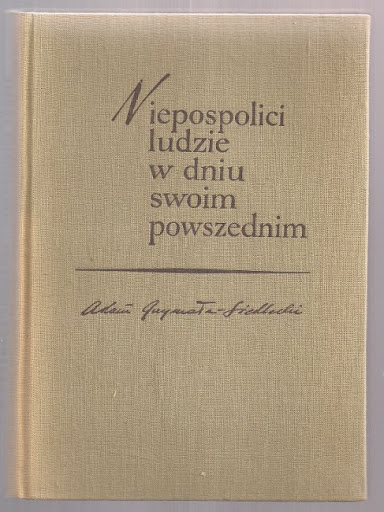 Niepospolici
ludzie
w dniu
swoim
powszednim
Adam Grzymała-Siedlecki